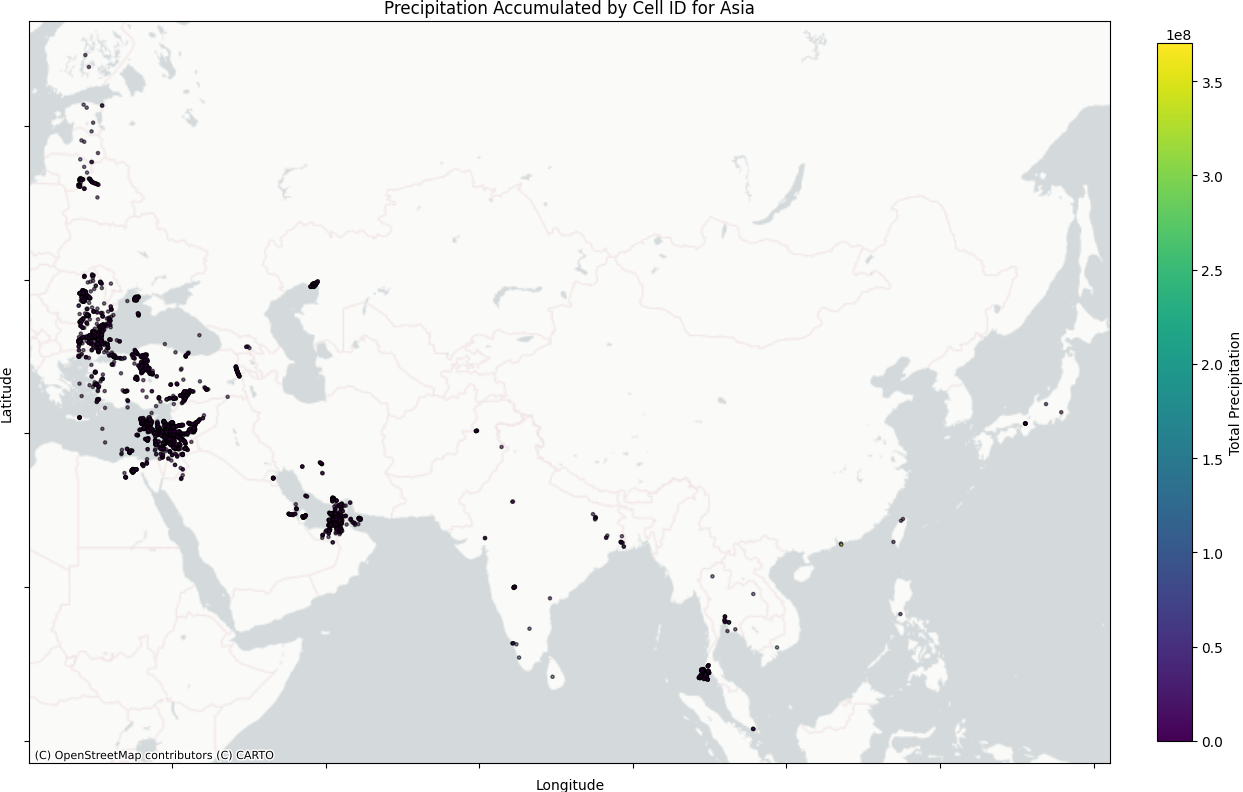 Precipitation Accumulated by Cell ID for Asia
1e8
3.5
3.0
2.5
2.0
1.5
1.0
0.5
0.0
Total Precipitation
Latitude
Longitude
(C) OpenStreetMap contributors (C) CARTO